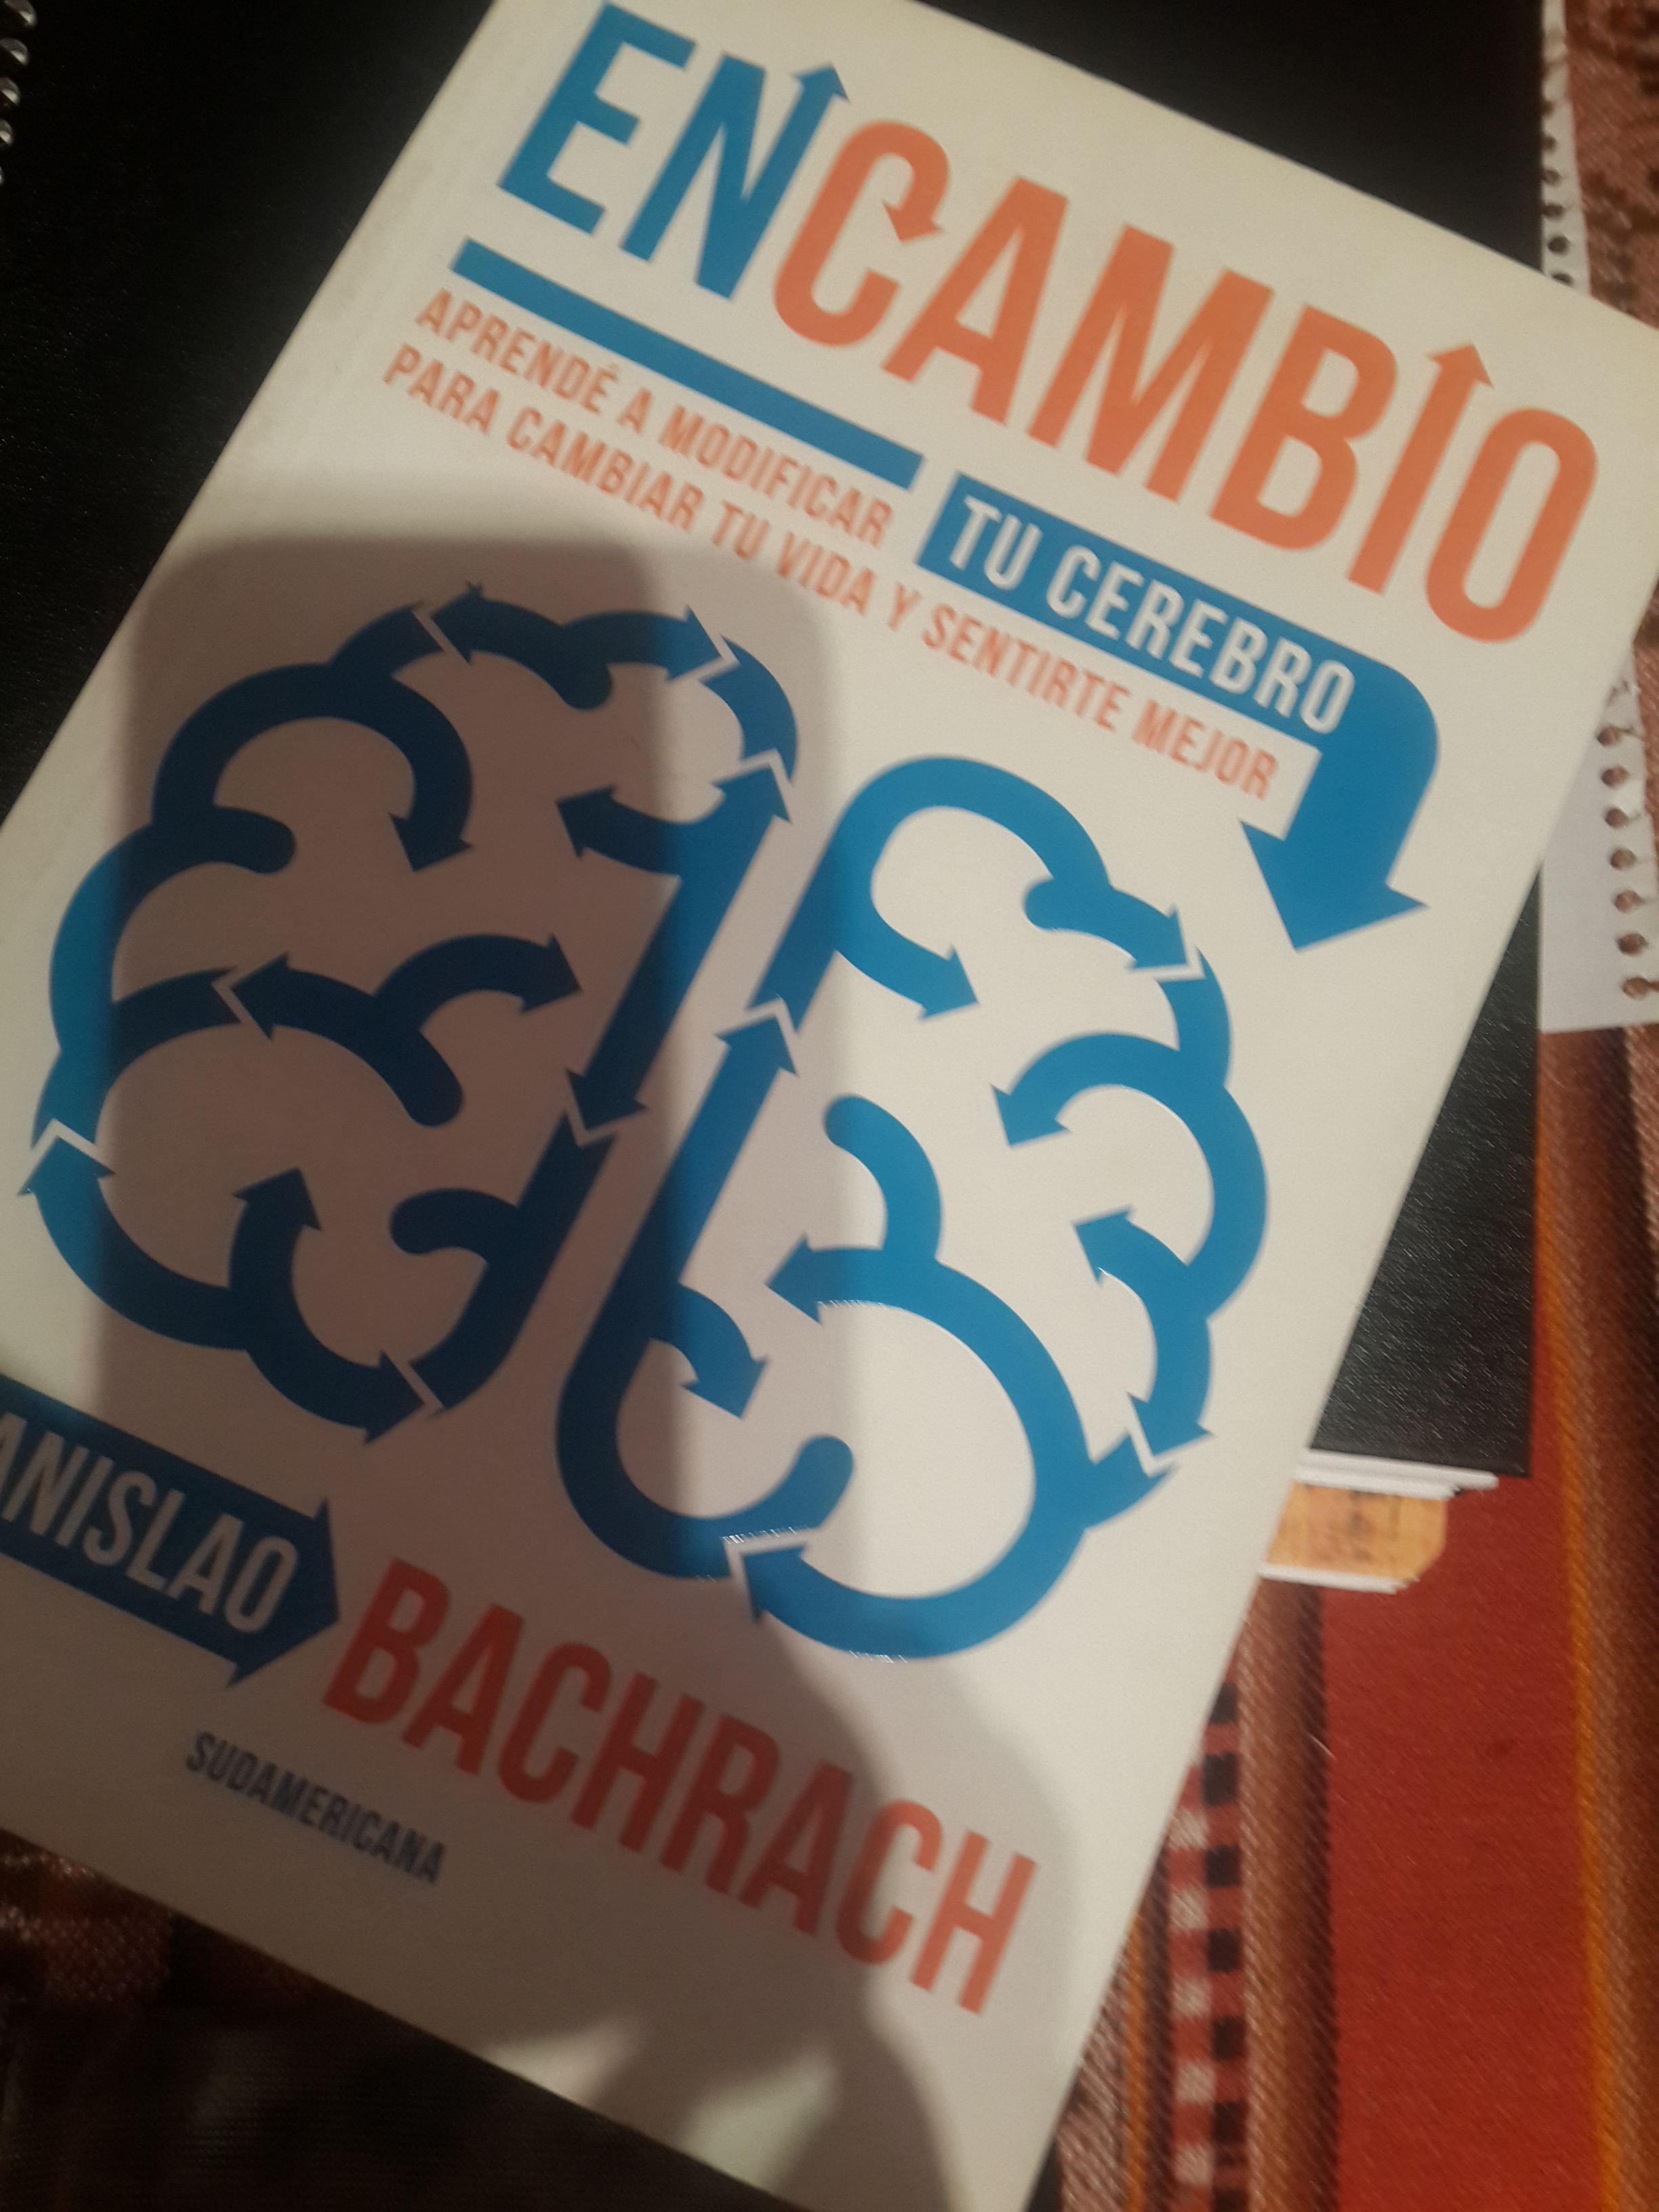 ENCAMBIO
APRENDÉ A MODIFICAR TU CEREBRO
PARA CAMBIAR TU VIDA Y SENTIRTE MEJOR
ANISLAO
BACHRACH
SUDAMERICANA